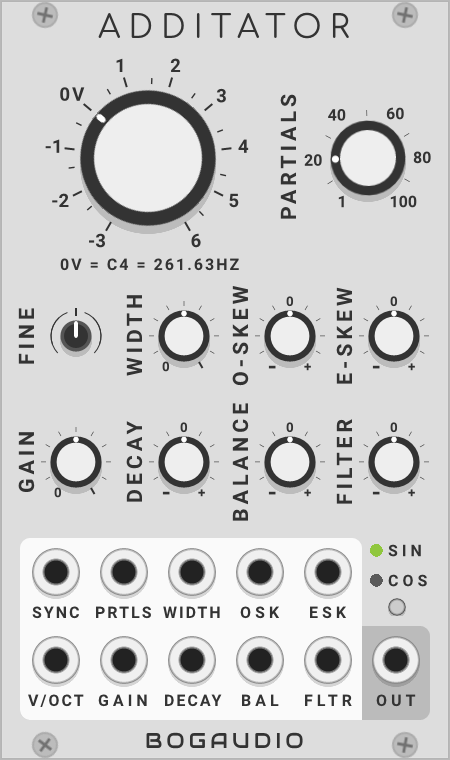 ADDITATOR
-3 -2 -1 0V 1 2 3 4 5 6
0V = C4 = 261.63HZ
PARTIALS
1 20 40 60 80 100
FINE
WIDTH
0
O-SKEW
- 0 +
E-SKEW
- 0 +
GAIN
0
DECAY
- 0 +
BALANCE
- 0 +
FILTER
- 0 +
SIN
COS
SYNC PRTLS WIDTH OSK ESK
V/OCT GAIN DECAY BAL FLTR OUT
BOGAUDIO